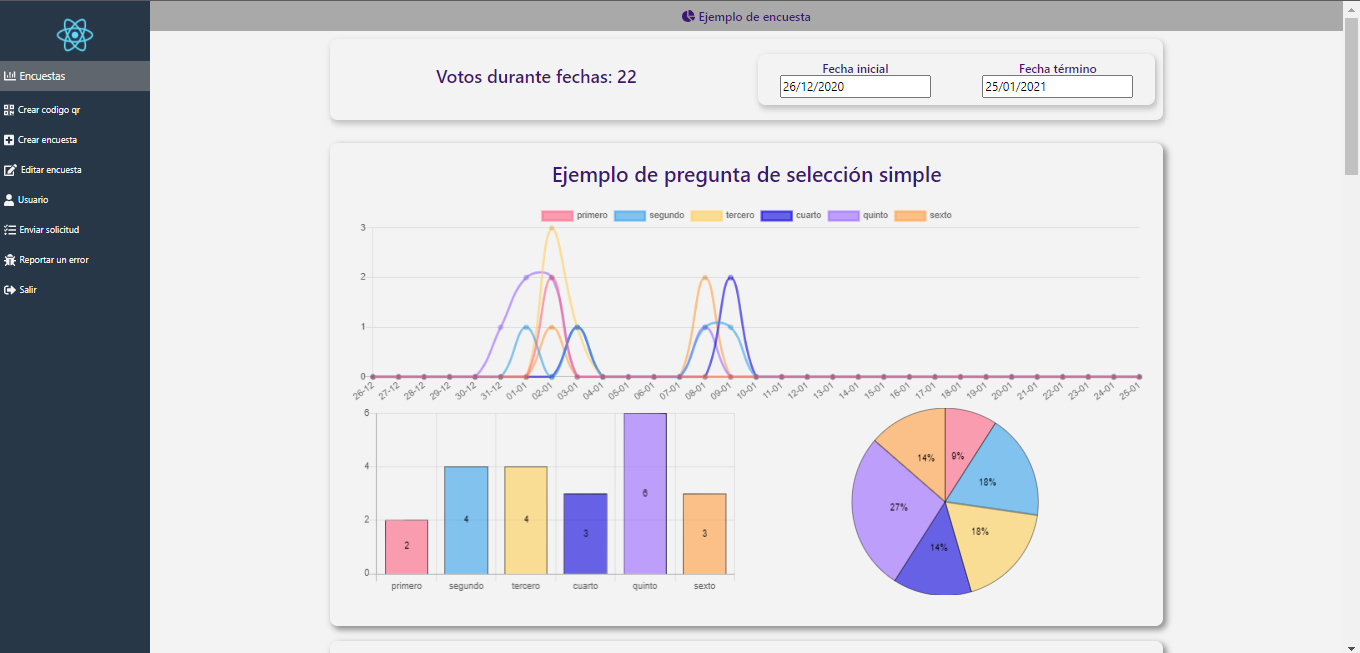 Ejemplo de encuesta
Encuestas
Crear codigo qr
Crear encuesta
Editar encuesta
Usuario
Enviar solicitud
Reportar un error
Salir
Votos durante fechas: 22
Fecha inicial
26/12/2020
Fecha término
25/01/2021
Ejemplo de pregunta de selección simple
primero segundo tercero cuarto quinto sexto
3
2
1
0
26-12 27-12 28-12 29-12 30-12 31-12 01-01 02-01 03-01 04-01 05-01 06-01 07-01 08-01 09-01 10-01 11-01 12-01 13-01 14-01 15-01 16-01 17-01 18-01 19-01 20-01 21-01 22-01 23-01 24-01 25-01
6
4
2
0
2 4 4 3 6 3
primero segundo tercero cuarto quinto sexto
14% 9%
18%
27%
18%
14%